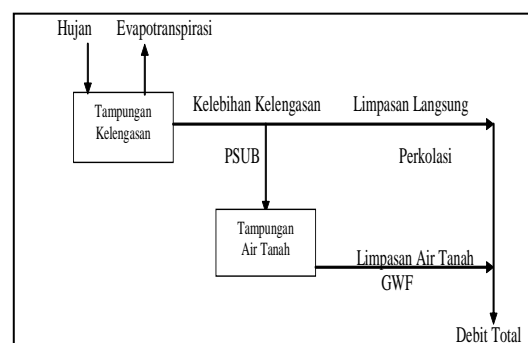 Hujan Evapotranspirasi
Tampungan
Kelengasan
Kelebihan Kelengasan Limpasan Langsung
PSUB Perkolasi
Tampungan
Air Tanah
Limpasan Air Tanah
GWF
Debit Total